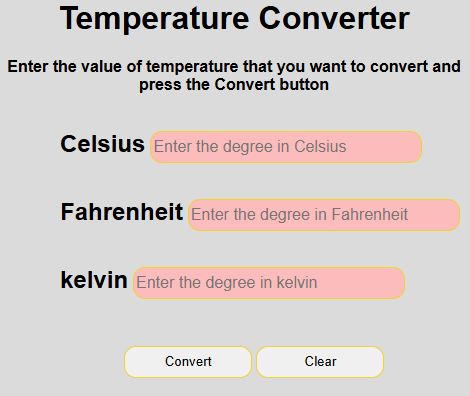 Temperature Converter
Enter the value of temperature that you want to convert and
press the Convert button
Celsius Enter the degree in Celsius
Fahrenheit Enter the degree in Fahrenheit
kelvin Enter the degree in kelvin
Convert Clear